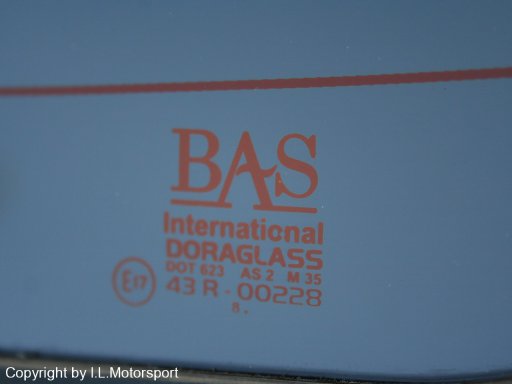 BAS
International
DORAGLASS
DOT 623 AS 2 M 35
E17 43 R - 00228
8.
Copyright by I.L.Motorsport